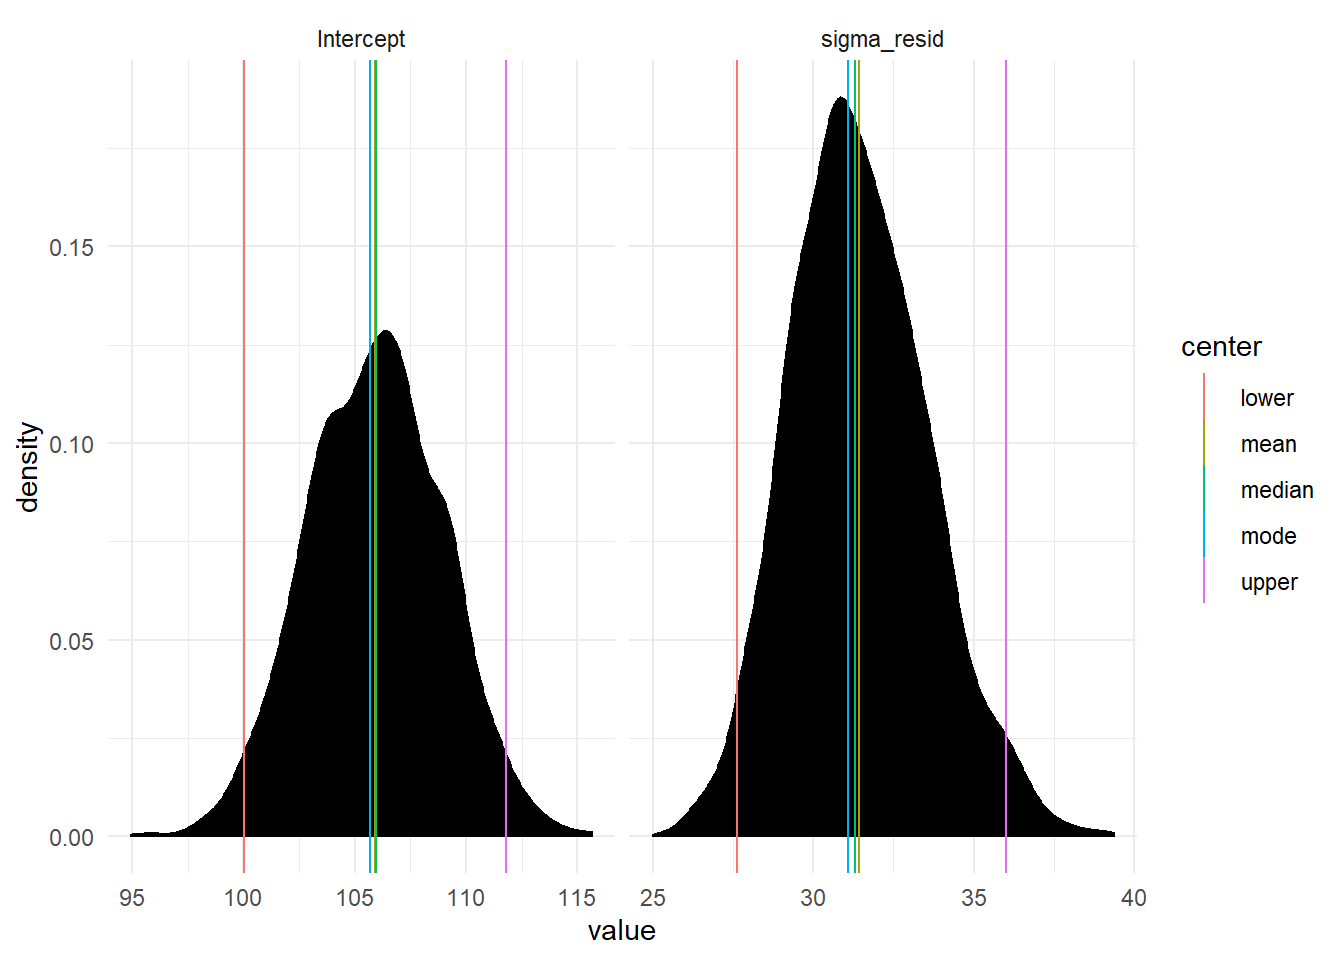 Intercept
sigma_resid
0.15
0.10
0.05
0.00
density
95
100
105
110
115
25
30
35
40
value
center
lower
mean
median
mode
upper